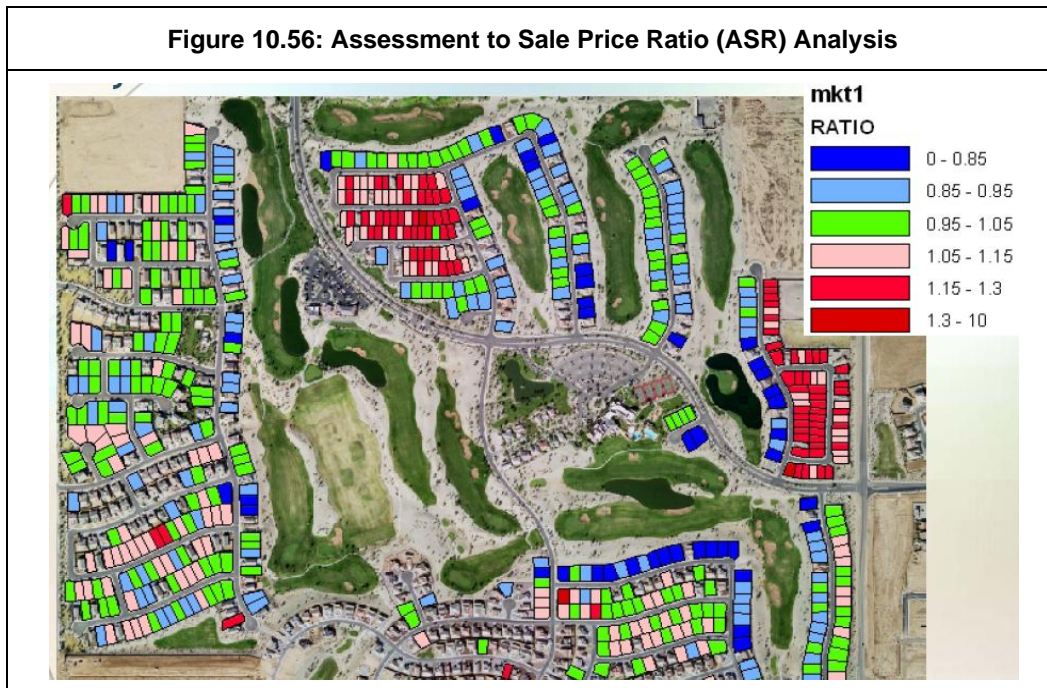 Figure 10.56: Assessment to Sale Price Ratio (ASR) Analysis
mkt1
RATIO
0 - 0.85
0.85 - 0.95
0.95 - 1.05
1.05 - 1.15
1.15 - 1.3
1.3 - 10